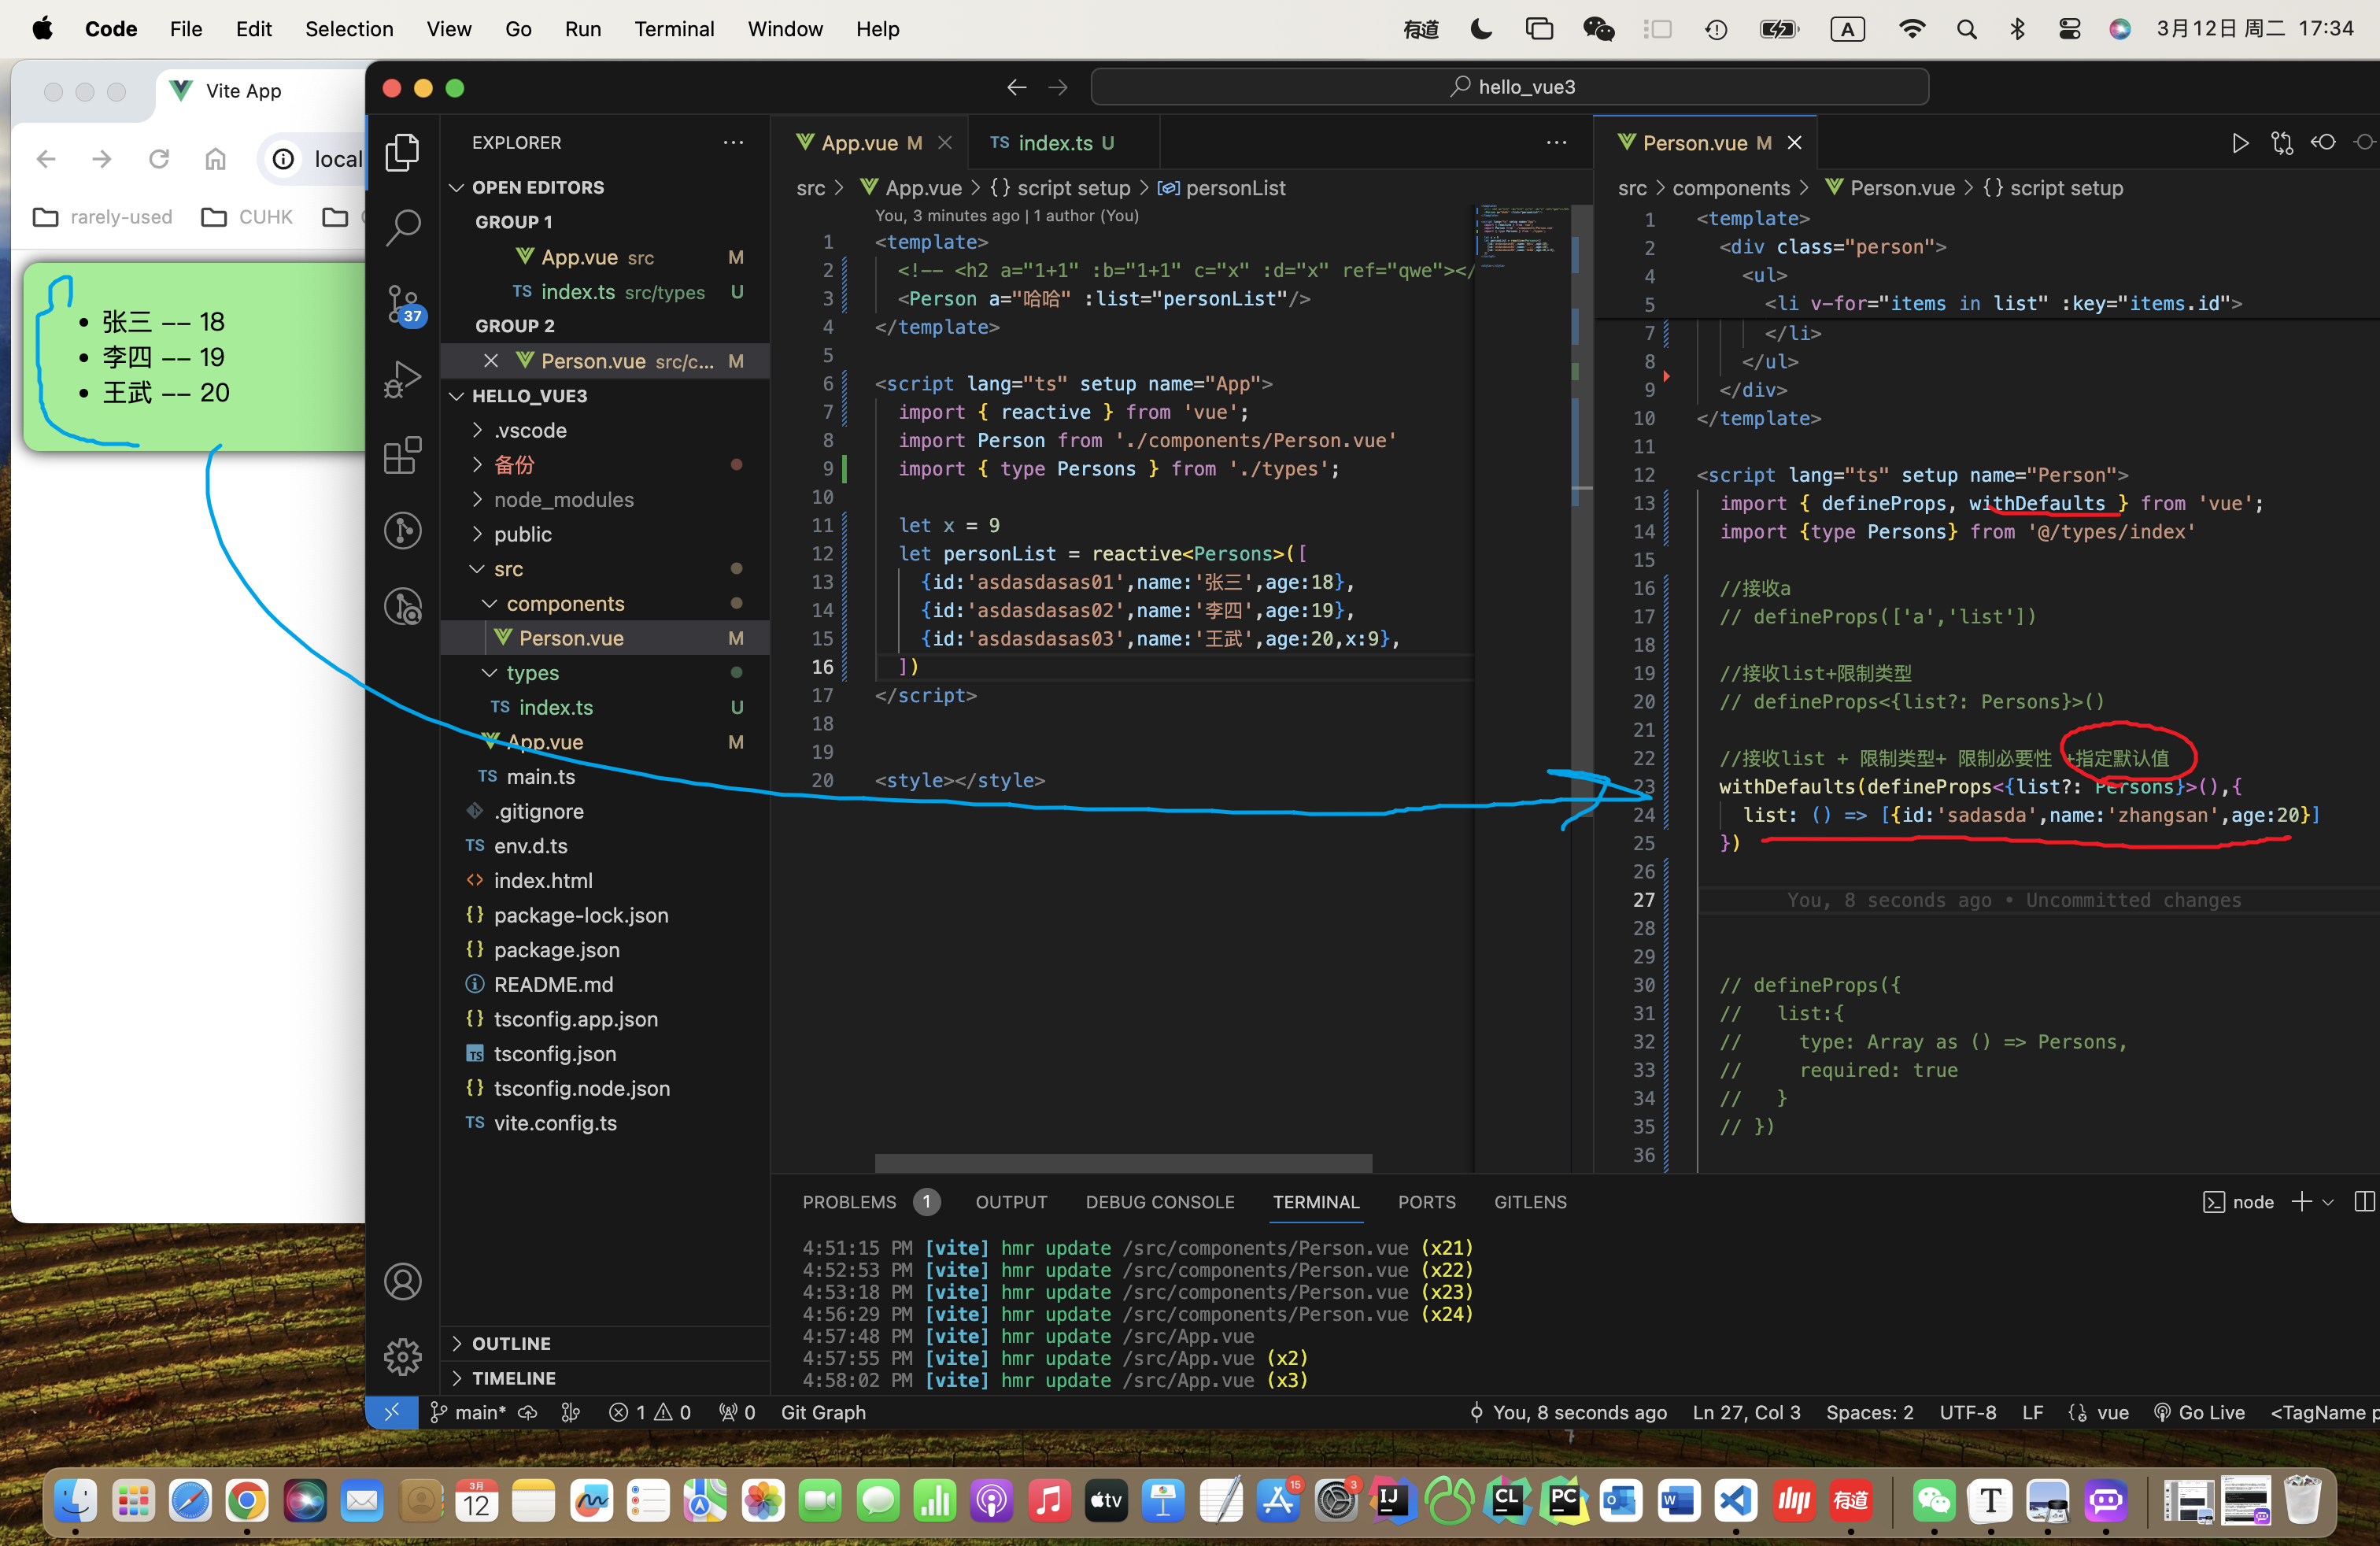 Code File Edit Selection View Go Run Terminal Window Help
有道 A 3月12日 周二 17:34
Vite App
local
rarely-used CUHK
张三 -- 18
李四 -- 19
王武 -- 20
hello_vue3
EXPLORER
OPEN EDITORS
GROUP 1
App.vue src M
index.ts src/types U
GROUP 2
Person.vue src/c... M
HELLO_VUE3
.vscode
备份
node_modules
public
src
components
Person.vue M
types
TS index.ts U
App.vue M
TS main.ts
.gitignore
TS env.d.ts
index.html
package-lock.json
package.json
README.md
tsconfig.app.json
tsconfig.json
tsconfig.node.json
TS vite.config.ts
OUTLINE
TIMELINE
37
App.vue M
TS index.ts U
src > App.vue > {} script setup > personList
You, 3 minutes ago | 1 author (You)
1 <template>
2 <!-- <h2 a="1+1" :b="1+1" c="x" :d="x" ref="qwe"></
3 <Person a="哈哈" :list="personList"/>
4 </template>
5
6 <script lang="ts" setup name="App">
7 import { reactive } from 'vue';
8 import Person from './components/Person.vue'
9 import { type Persons } from './types';
10
11 let x = 9
12 let personList = reactive<Persons>([
13 {id:'asdasdasas01',name:'张三',age:18},
14 {id:'asdasdasas02',name:'李四',age:19},
15 {id:'asdasdasas03',name:'王武',age:20,x:9},
16 ])
17 </script>
18
19
20 <style></style>
Person.vue M
src > components > Person.vue > {} script setup
1 <template>
2 <div class="person">
4 <ul>
5 <li v-for="items in list" :key="items.id">
7 </li>
8 </ul>
9 </div>
10 </template>
11
12 <script lang="ts" setup name="Person">
13 import { defineProps, withDefaults } from 'vue';
14 import {type Persons} from '@/types/index'
15
16 //接收a
17 // defineProps(['a','list'])
18
19 //接收list+限制类型
20 // defineProps<{list?: Persons}>()
21
22 //接收list + 限制类型+ 限制必要性 +指定默认值
23 withDefaults(defineProps<{list?: Persons}>(),{
24 list: () => [{id:'sadasda',name:'zhangsan',age:20}]
25 })
26
27 You, 8 seconds ago • Uncommitted changes
28
29
30 // defineProps({
31 // list:{
32 // type: Array as () => Persons,
33 // required: true
34 // }
35 // })
36
PROBLEMS 1 OUTPUT DEBUG CONSOLE TERMINAL PORTS GITLENS
node
4:51:15 PM [vite] hmr update /src/components/Person.vue (x21)
4:52:53 PM [vite] hmr update /src/components/Person.vue (x22)
4:53:18 PM [vite] hmr update /src/components/Person.vue (x23)
4:56:29 PM [vite] hmr update /src/components/Person.vue (x24)
4:57:48 PM [vite] hmr update /src/App.vue
4:57:55 PM [vite] hmr update /src/App.vue (x2)
4:58:02 PM [vite] hmr update /src/App.vue (x3)
main* 1 0 0 Git Graph
You, 8 seconds ago Ln 27, Col 3 Spaces: 2 UTF-8 LF vue Go Live <TagName p
3月 12 tv 15 3 IJ CL PC W 有道 T